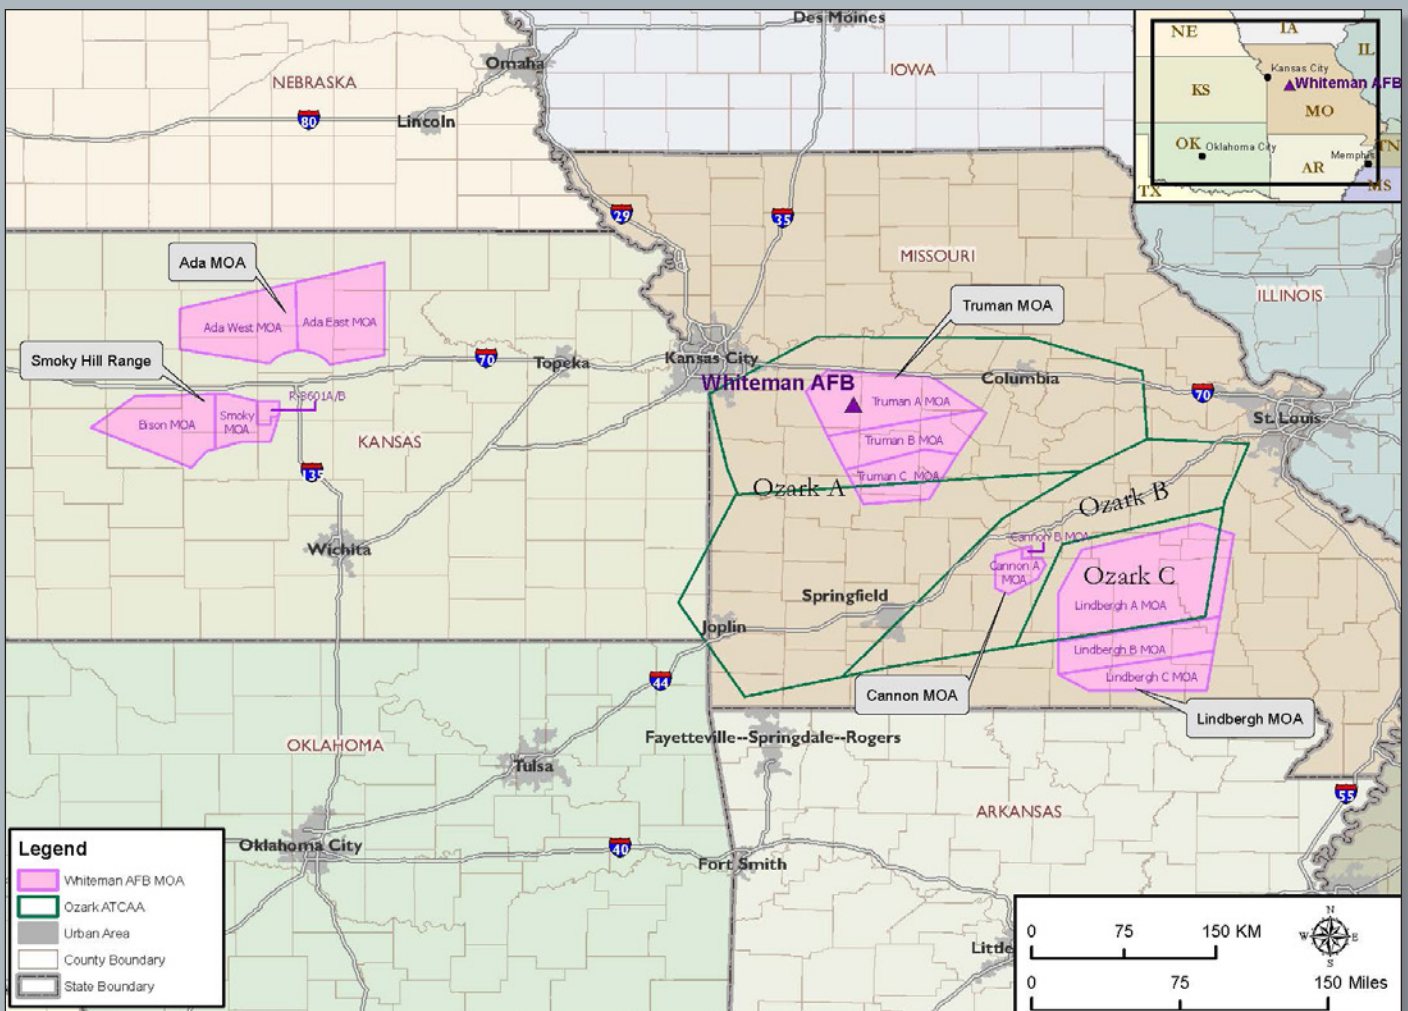 Des Moines
NE
IA
IL
Kansas City
Whiteman AFB
KS
MO
OK
Oklahoma City
Memphis
TN
AR
TX
MS
Omaha
NEBRASKA
IOWA
80
Lincoln
29
35
MISSOURI
Ada MOA
ILLINOIS
Truman MOA
Ada West MOA
Ada East MOA
Smoky Hill Range
70
Topeka
Kansas City
Whiteman AFB
Columbia
70
R-3601A/B
Truman A MOA
St. Louis
Bison MOA
Smoky
MOA
KANSAS
Truman B MOA
135
Truman C MOA
Ozark A
Ozark B
Wichita
Cannon B MOA
Cannon A
MOA
Ozark C
Springfield
Lindbergh A MOA
Joplin
Lindbergh B MOA
44
Lindbergh C MOA
Cannon MOA
Lindbergh MOA
Fayetteville--Springdale--Rogers
OKLAHOMA
Tulsa
55
ARKANSAS
Oklahoma City
40
Fort Smith
Little
Legend
Whiteman AFB MOA
Ozark ATCAA
Urban Area
County Boundary
State Boundary
N
W
E
S
0 75 150 KM
0 75 150 Miles